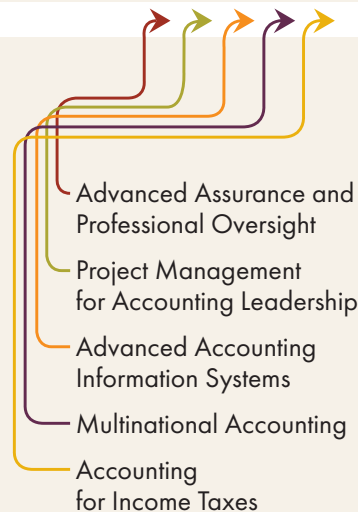 Advanced Assurance and
Professional Oversight
Project Management
for Accounting Leadership
Advanced Accounting
Information Systems
Multinational Accounting
Accounting
for Income Taxes